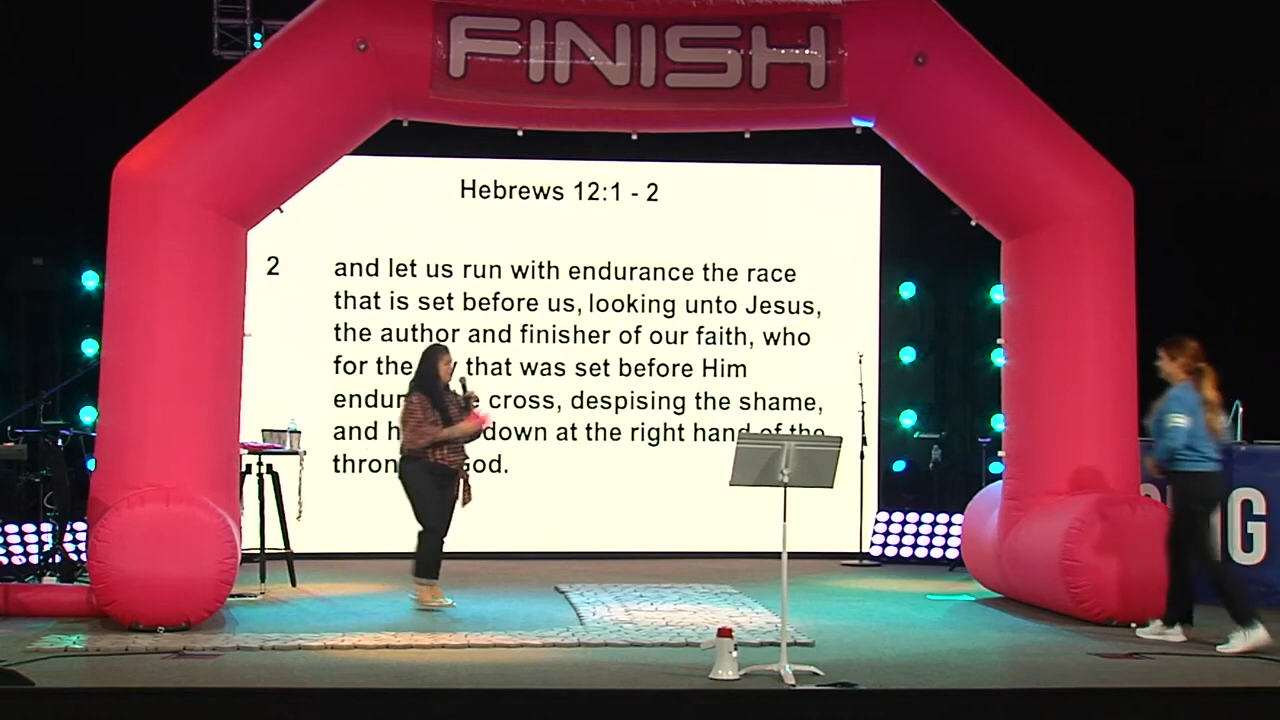 FINISH
Hebrews 12:1 - 2
2 and let us run with endurance the race
that is set before us, looking unto Jesus,
the author and finisher of our faith, who
for the that was set before Him
cross, despising the shame,
and down at the right hand of the